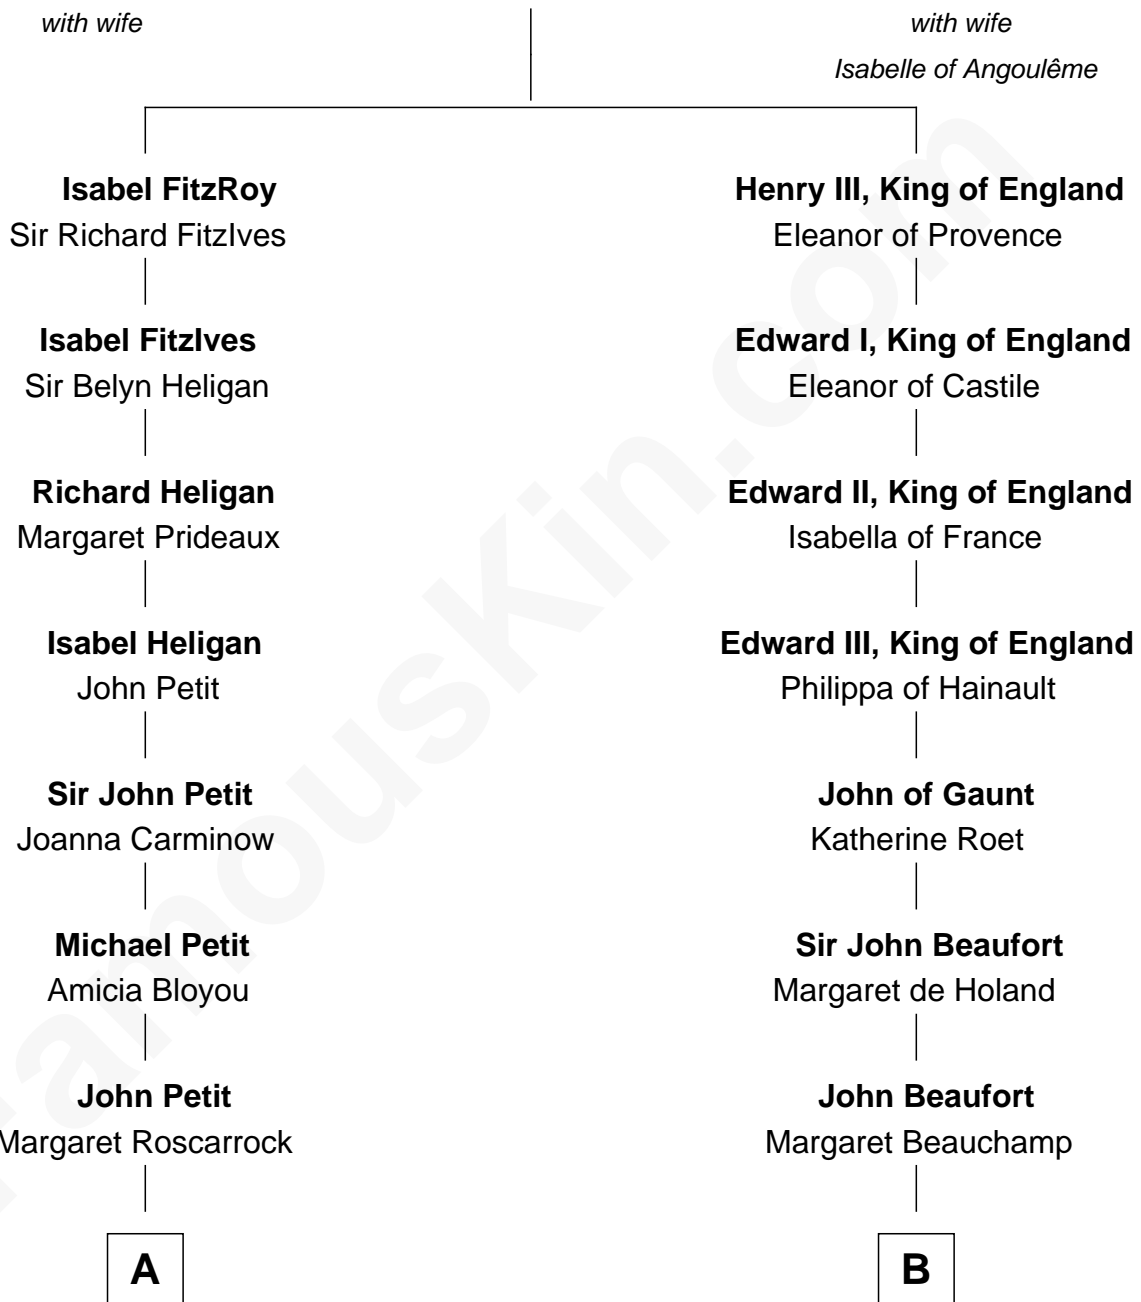 with wife
with wife
Isabelle of Angoulême
Isabel FitzRoy
Sir Richard FitzIves
Henry III, King of England
Eleanor of Provence
Isabel FitzIves
Sir Belyn Heligan
Edward I, King of England
Eleanor of Castile
Richard Heligan
Margaret Prideaux
Edward II, King of England
Isabella of France
Isabel Heligan
John Petit
Edward III, King of England
Philippa of Hainault
Sir John Petit
Joanna Carminow
John of Gaunt
Katherine Roet
Michael Petit
Amicia Bloyou
Sir John Beaufort
Margaret de Holand
John Petit
Margaret Roscarrock
John Beaufort
Margaret Beauchamp
A
B
FamousKin.com